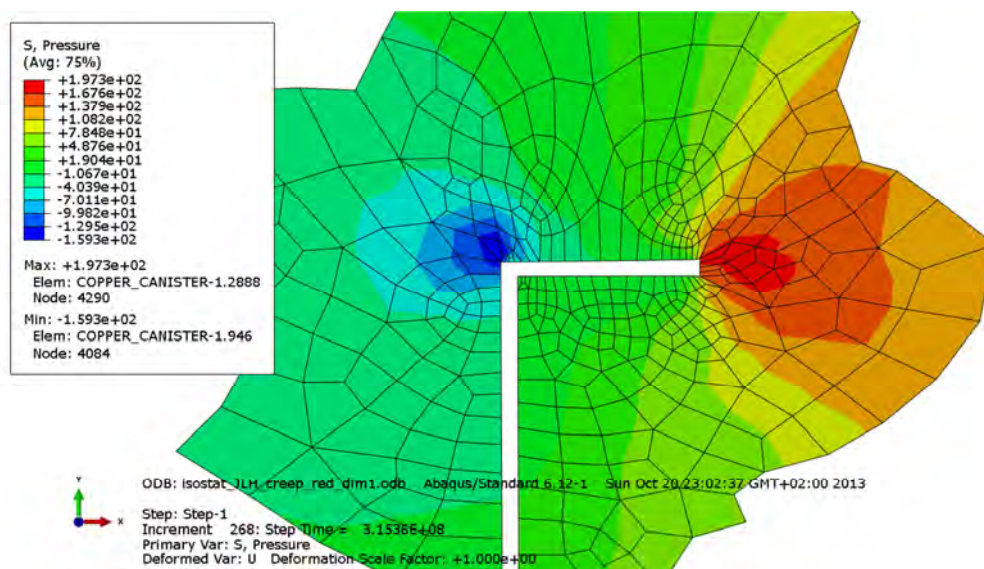 S, Pressure
(Avg: 75%)
+1.973e+02
+1.676e+02
+1.379e+02
+1.082e+02
+7.848e+01
+4.876e+01
+1.904e+01
-1.067e+01
-4.039e+01
-7.011e+01
-9.982e+01
-1.295e+02
-1.593e+02
Max: +1.973e+02
Elem: COPPER_CANISTER-1.2888
Node: 4290
Min: -1.593e+02
Elem: COPPER_CANISTER-1.946
Node: 4084
ODB: isostat_JLH_creep_red_dim1.odb Abaqus/Standard 6.12-1 Sun Oct 20 23:02:37 GMT+02:00 2013
Y
X
Step: Step-1
Increment 268: Step Time = 3.1536E+08
Primary Var: S, Pressure
Deformed Var: U Deformation Scale Factor: +1.000e+00